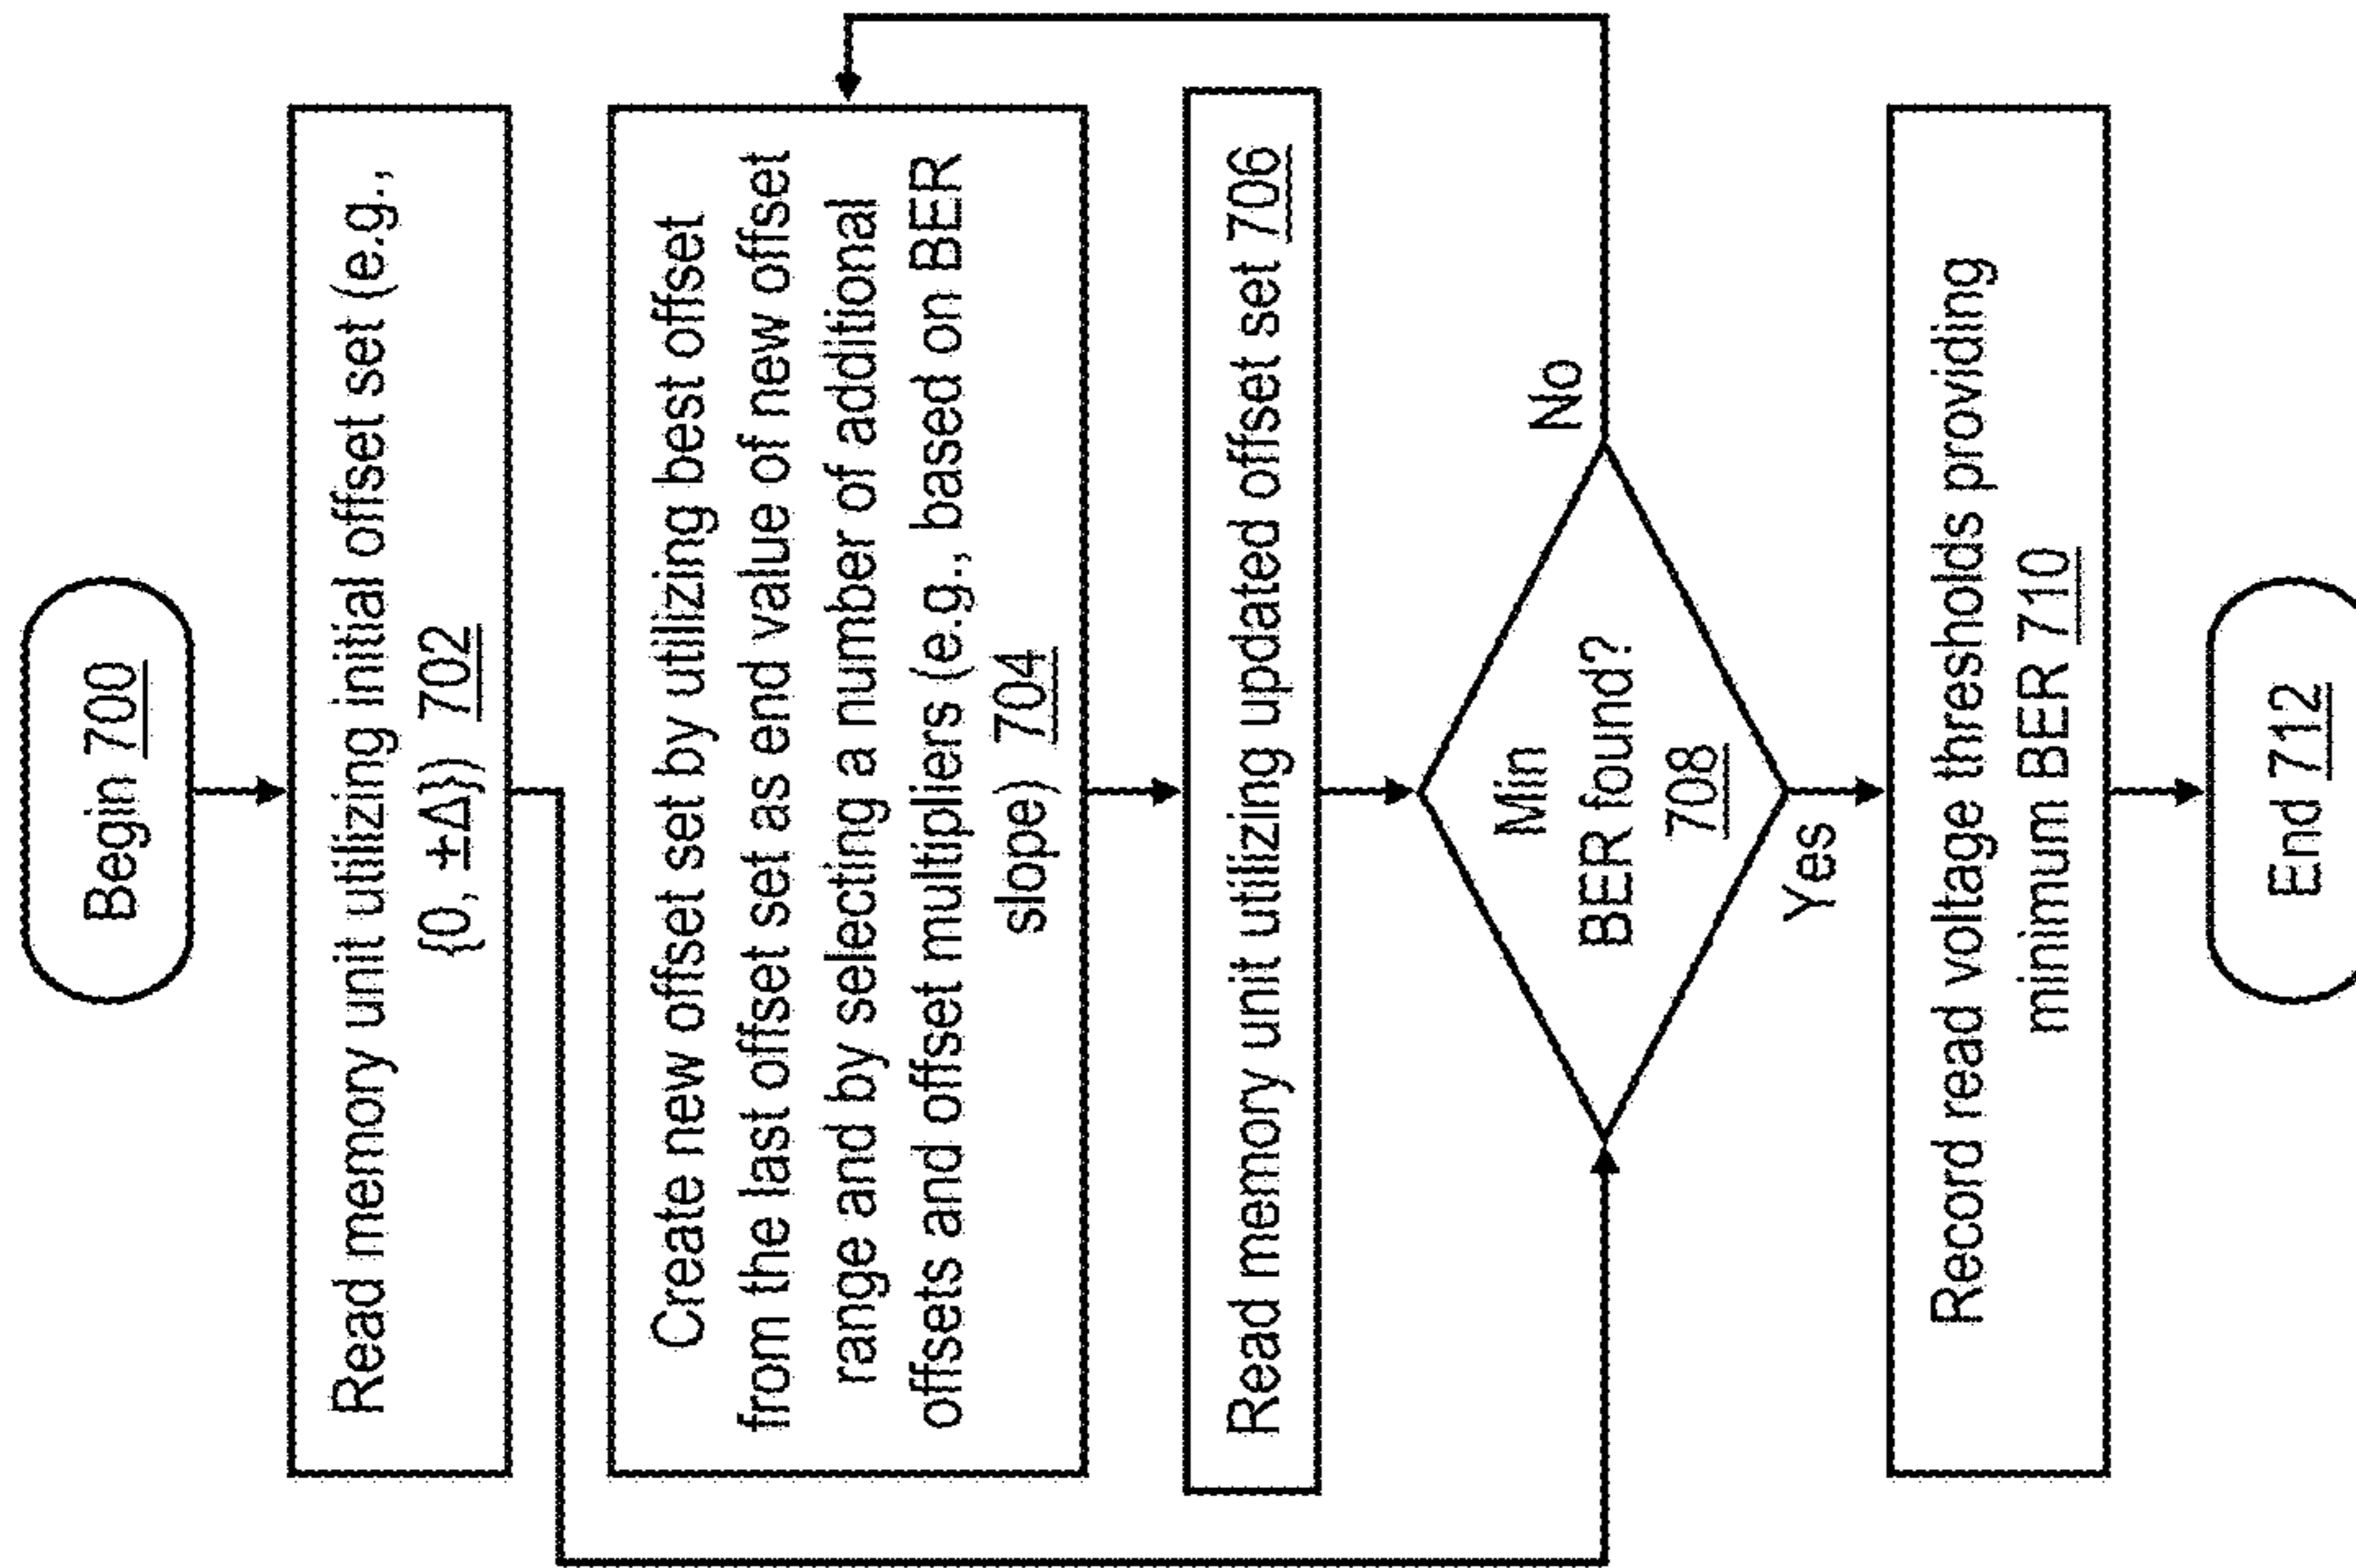 Begin 700
Read memory unit utilizing initial offset set (e.g.,
{0, ±Δ}) 702
Create new offset set by utilizing best offset
from the last offset set as end value of new offset
range and by selecting a number of additional
offsets and offset multipliers (e.g., based on BER
slope) 704
Read memory unit utilizing updated offset set 706
Min
BER found?
708
No
Yes
Record read voltage thresholds providing
minimum BER 710
End 712